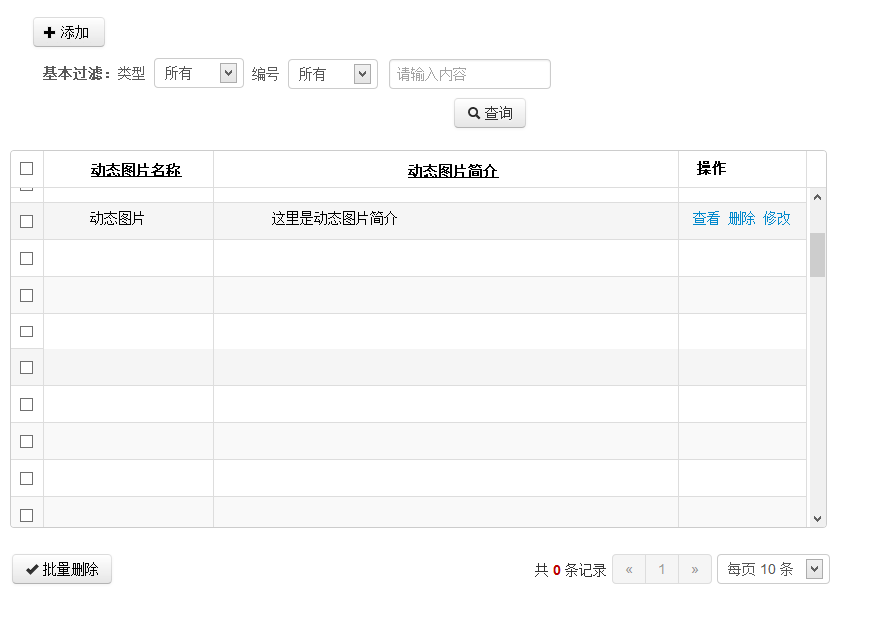 添加
基本过滤：类型 所有 编号 所有 请输入内容
查询
动态图片名称 动态图片简介 操作
动态图片 这里是动态图片简介 查看 删除 修改
批量删除 共 0 条记录 « 1 » 每页 10 条